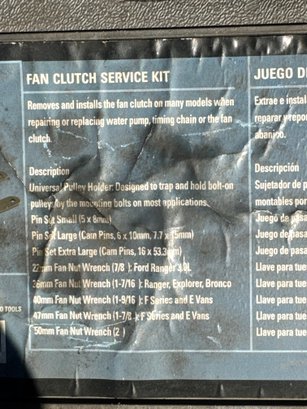 FAN CLUTCH SERVICE KIT
Removes and installs the fan clutch on many models when
repairing or replacing water pump, timing chain or the fan
clutch.
Description
Universal Pulley Holder: Designed to trap and hold bolt-on
pulley by the mounting bolts on most applications.
Pin Set Small (5 x 8mm)
Pin Set Large (Cam Pins, 6 x 10mm, 7.7 x 15mm)
Pin Set Extra Large (Cam Pins, 16 x 53.3mm)
22mm Fan Nut Wrench (7/8 ): Ford Ranger 3.0L
36mm Fan Nut Wrench (1-7/16 ): Ranger, Explorer, Bronco
40mm Fan Nut Wrench (1-9/16 ): F Series and E Vans
47mm Fan Nut Wrench (1-7/8 ): F Series and E Vans
50mm Fan Nut Wrench (2 )
JUEGO D
Extrae e instal
reparar y repo
abanico.
Descripción
Sujetador de
montables por
Juego de pasa
Juego de pasa
Juego de pasa
Llave para tue
Llave para tue
Llave para tue
Llave para tue
Llave para tue
TOOLS